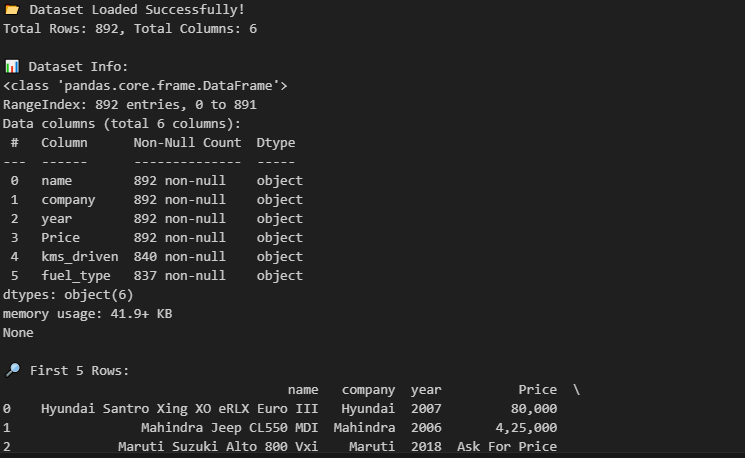 📂 Dataset Loaded Successfully!
Total Rows: 892, Total Columns: 6

📊 Dataset Info:
<class 'pandas.core.frame.DataFrame'>
RangeIndex: 892 entries, 0 to 891
Data columns (total 6 columns):
 #   Column      Non-Null Count  Dtype
---  ------      --------------  -----
 0   name        892 non-null    object
 1   company     892 non-null    object
 2   year        892 non-null    object
 3   Price       892 non-null    object
 4   kms_driven  840 non-null    object
 5   fuel_type   837 non-null    object
dtypes: object(6)
memory usage: 41.9+ KB
None

🔎 First 5 Rows:
                                     name   company  year          Price  \
0    Hyundai Santro Xing XO eRLX Euro III   Hyundai  2007         80,000
1                 Mahindra Jeep CL550 MDI  Mahindra  2006       4,25,000
2              Maruti Suzuki Alto 800 Vxi    Maruti  2018  Ask For Price